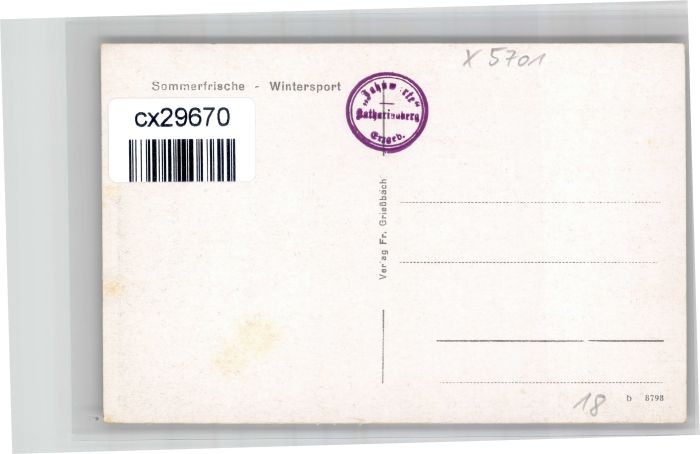 X 5701
Sommerfrische - Wintersport
cx29670
Katharinaberg
Erzgeb.
Verlag Fr. Grießbach
18
b 8798